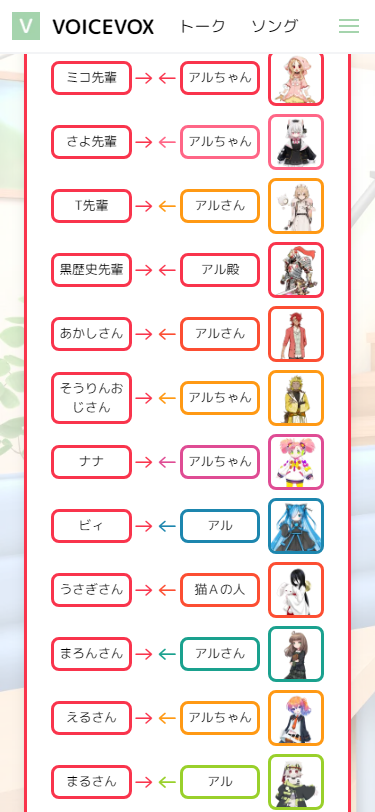 V VOICEVOX トーク ソング
ミコ先輩 → ← アルちゃん
さよ先輩 → ← アルちゃん
T先輩 → ← アルさん
黒歴史先輩 → ← アル殿
あかしさん → ← アルさん
そうりんお
じさん → ← アルちゃん
ナナ → ← アルちゃん
ビィ → ← アル
うさぎさん → ← 猫Aの人
まろんさん → ← アルさん
えるさん → ← アルちゃん
まるさん → ← アル